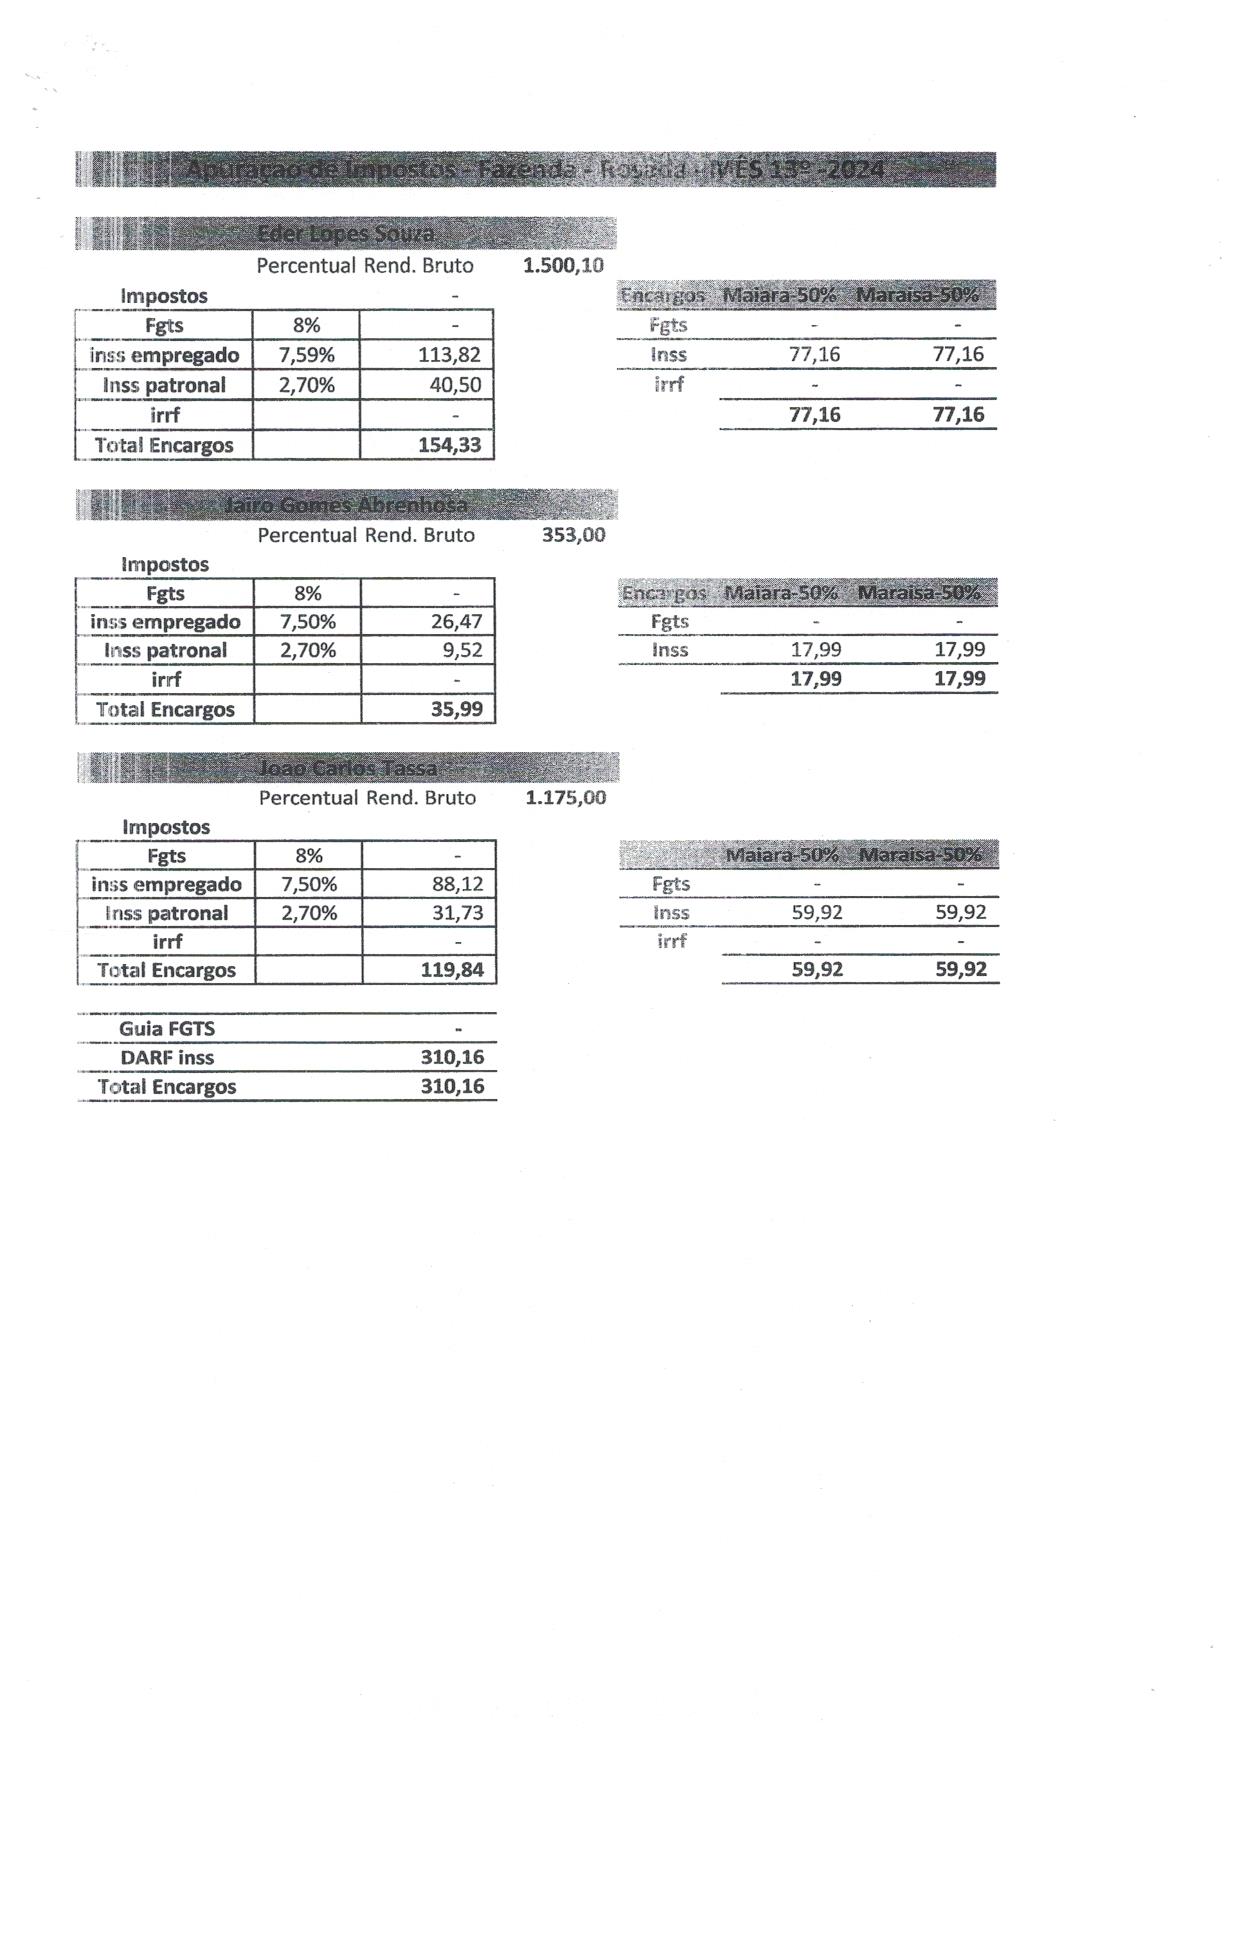 Apuração de Impostos - Fazenda - Rosada - MÊS 13º -2024
Eder Lopes Souza
Percentual Rend. Bruto 1.500,10
Impostos - Encargos Maiara-50% Maraisa-50%
Fgts 8% - Fgts - -
inss empregado 7,59% 113,82 Inss 77,16 77,16
Inss patronal 2,70% 40,50 irrf - -
irrf - 77,16 77,16
Total Encargos 154,33
Jairo Gomes Abrenhosa
Percentual Rend. Bruto 353,00
Impostos
Fgts 8% - Encargos Maiara-50% Maraisa-50%
inss empregado 7,50% 26,47 Fgts - -
Inss patronal 2,70% 9,52 Inss 17,99 17,99
irrf - 17,99 17,99
Total Encargos 35,99
Joao Carlos Tassa
Percentual Rend. Bruto 1.175,00
Impostos
Fgts 8% - Maiara-50% Maraisa-50%
inss empregado 7,50% 88,12 Fgts - -
Inss patronal 2,70% 31,73 Inss 59,92 59,92
irrf - irrf - -
Total Encargos 119,84 59,92 59,92
Guia FGTS -
DARF inss 310,16
Total Encargos 310,16